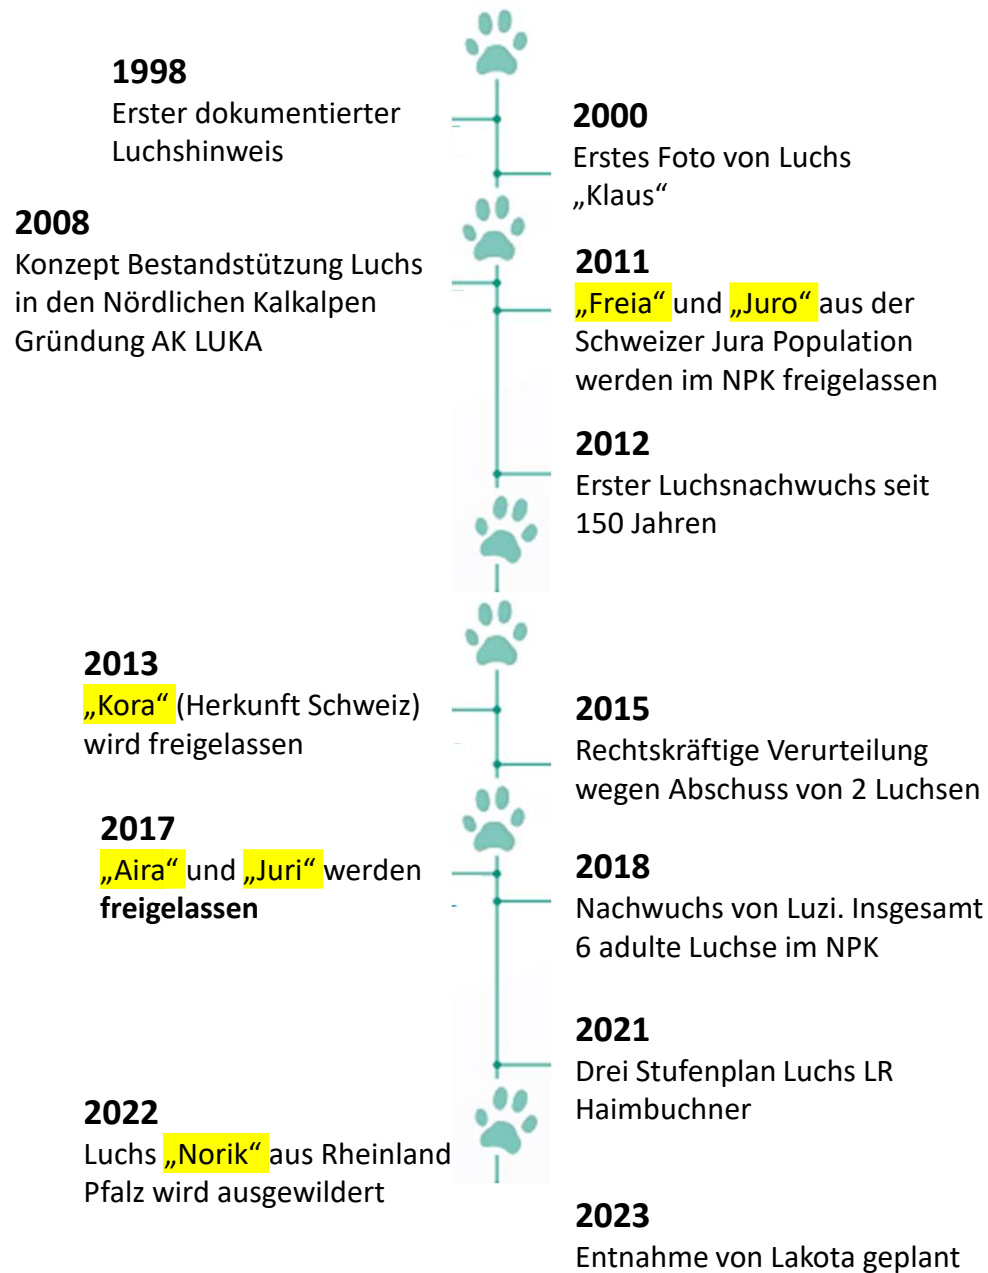 1998
Erster dokumentierter
Luchshinweis
2000
Erstes Foto von Luchs
„Klaus“
2008
Konzept Bestandstützung Luchs
in den Nördlichen Kalkalpen
Gründung AK LUKA
2011
„Freia“ und „Juro“ aus der
Schweizer Jura Population
werden im NPK freigelassen
2012
Erster Luchsnachwuchs seit
150 Jahren
2013
„Kora“ (Herkunft Schweiz)
wird freigelassen
2015
Rechtskräftige Verurteilung
wegen Abschuss von 2 Luchsen
2017
„Aira“ und „Juri“ werden
freigelassen
2018
Nachwuchs von Luzi. Insgesamt
6 adulte Luchse im NPK
2021
Drei Stufenplan Luchs LR
Haimbuchner
2022
Luchs „Norik“ aus Rheinland
Pfalz wird ausgewildert
2023
Entnahme von Lakota geplant